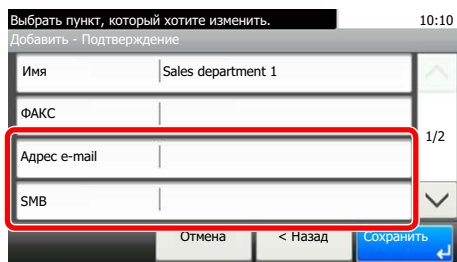 Выбрать пункт, который хотите изменить. 10:10
Добавить - Подтверждение
Имя Sales department 1
ФАКС
1/2
Адрес e-mail
SMB
Отмена < Назад Сохранить